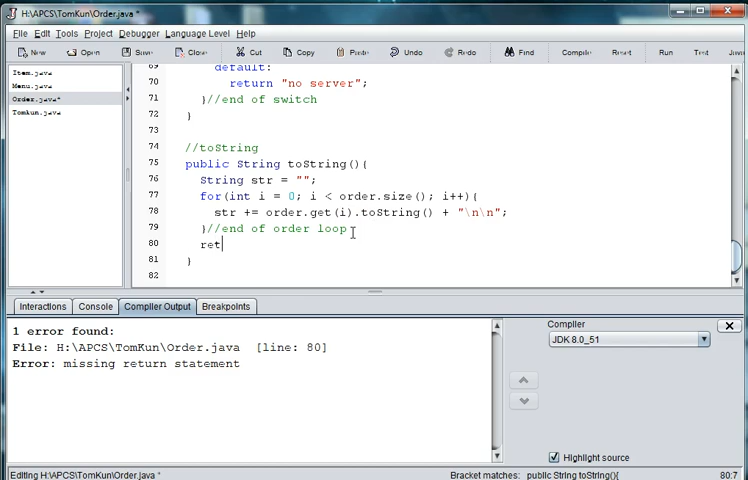 H:\APCS\TomKun\Order.java *
File Edit Tools Project Debugger Language Level Help
New Open Save Close Cut Copy Paste Undo Redo Find Compile Reset Run Test Java
Item.java
Menu.java
Order.java*
Tomkun.java
69 default:
70 return "no server";
71 }//end of switch
72 }
73
74 //toString
75 public String toString(){
76 String str = "";
77 for(int i = 0; i < order.size(); i++){
78 str += order.get(i).toString() + "\n\n";
79 }//end of order loop
80 ret
81 }
82
Interactions Console Compiler Output Breakpoints
1 error found:
File: H:\APCS\TomKun\Order.java [line: 80]
Error: missing return statement
Compiler
JDK 8.0_51
Highlight source
Editing H:\APCS\TomKun\Order.java * Bracket matches: public String toString(){ 80:7